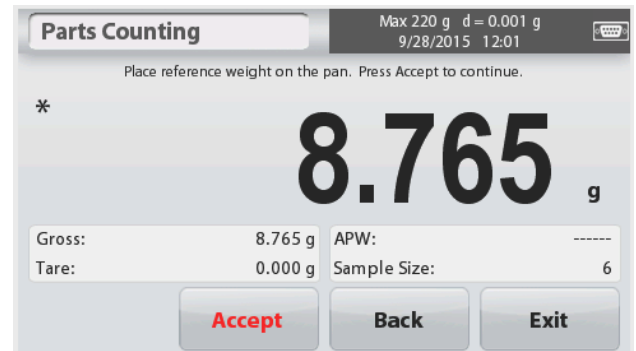 Parts Counting
Max 220 g d = 0.001 g
9/28/2015 12:01
Place reference weight on the pan. Press Accept to continue.
*
8.765 g
Gross: 8.765 g APW: ------
Tare: 0.000 g Sample Size: 6
Accept Back Exit